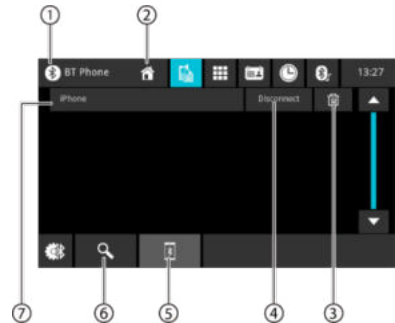 ① ②
BT Phone 13:27
iPhone Disconnect
⑦ ⑥ ⑤ ④ ③